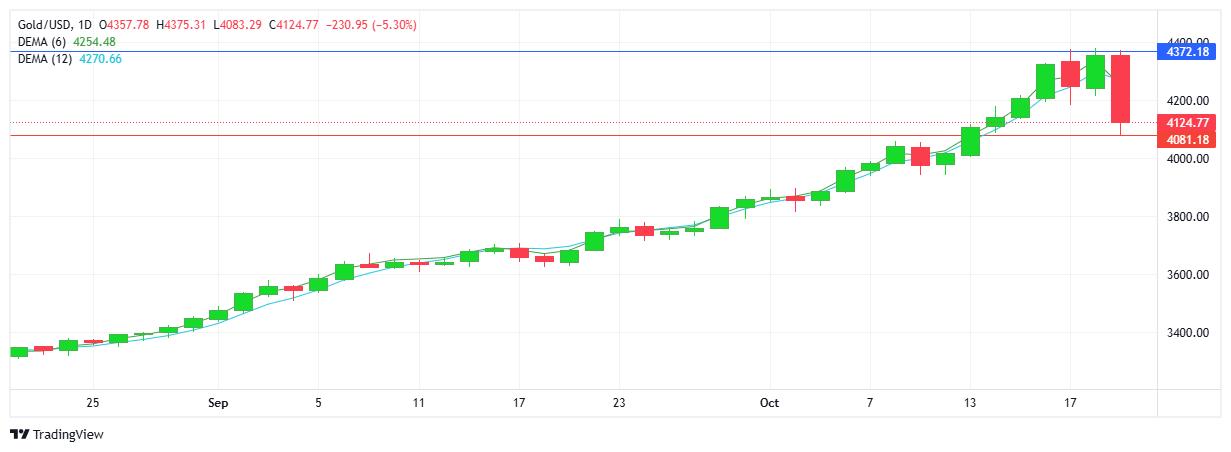 Gold/USD, 1D O4357.78 H4375.31 L4083.29 C4124.77 −230.95 (−5.30%)
DEMA (6) 4254.48
DEMA (12) 4270.66
4400.00
4372.18
4200.00
4124.77
4081.18
4000.00
3800.00
3600.00
3400.00
25 Sep 5 11 17 23 Oct 7 13 17
TradingView